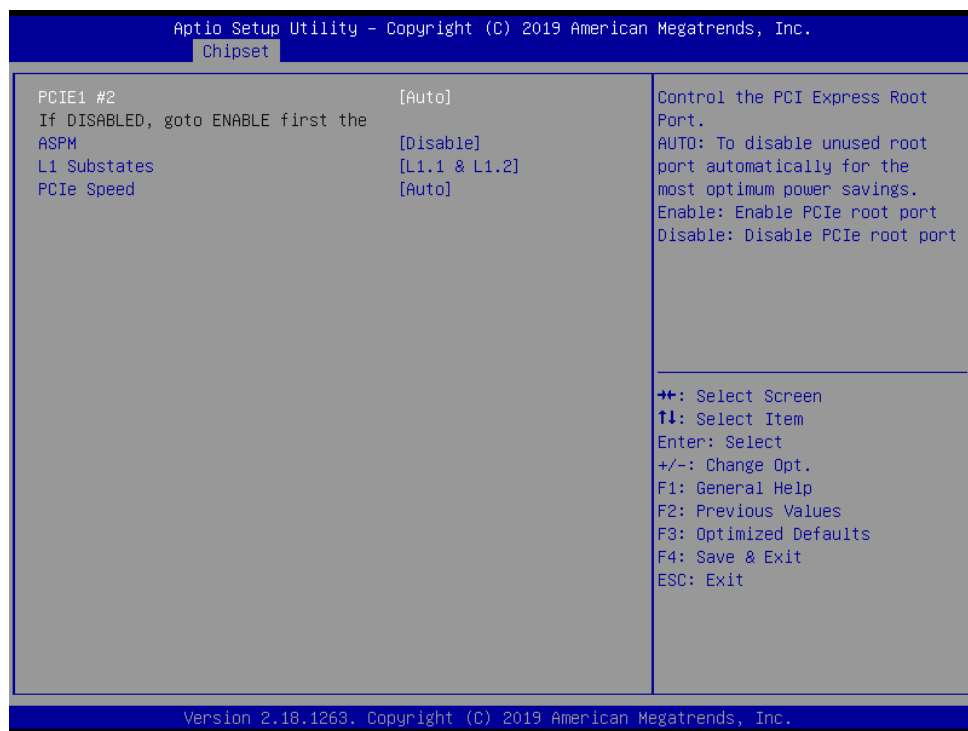 Aptio Setup Utility – Copyright (C) 2019 American Megatrends, Inc.
Chipset
PCIE1 #2 [Auto]
If DISABLED, goto ENABLE first the
ASPM [Disable]
L1 Substates [L1.1 & L1.2]
PCIe Speed [Auto]
Control the PCI Express Root
Port.
AUTO: To disable unused root
port automatically for the
most optimum power savings.
Enable: Enable PCIe root port
Disable: Disable PCIe root port
→←: Select Screen
↑↓: Select Item
Enter: Select
+/-: Change Opt.
F1: General Help
F2: Previous Values
F3: Optimized Defaults
F4: Save & Exit
ESC: Exit
Version 2.18.1263. Copyright (C) 2019 American Megatrends, Inc.